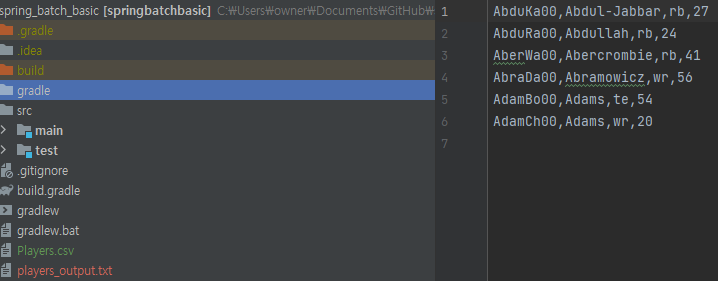 spring_batch_basic [springbatchbasic] C:₩Users₩owner₩Documents₩GitHub₩
.gradle
.idea
build
gradle
src
main
test
.gitignore
build.gradle
gradlew
gradlew.bat
Players.csv
players_output.txt
1 AbduKa00,Abdul-Jabbar,rb,27
2 AbduRa00,Abdullah,rb,24
3 AberWa00,Abercrombie,rb,41
4 AbraDa00,Abramowicz,wr,56
5 AdamBo00,Adams,te,54
6 AdamCh00,Adams,wr,20
7